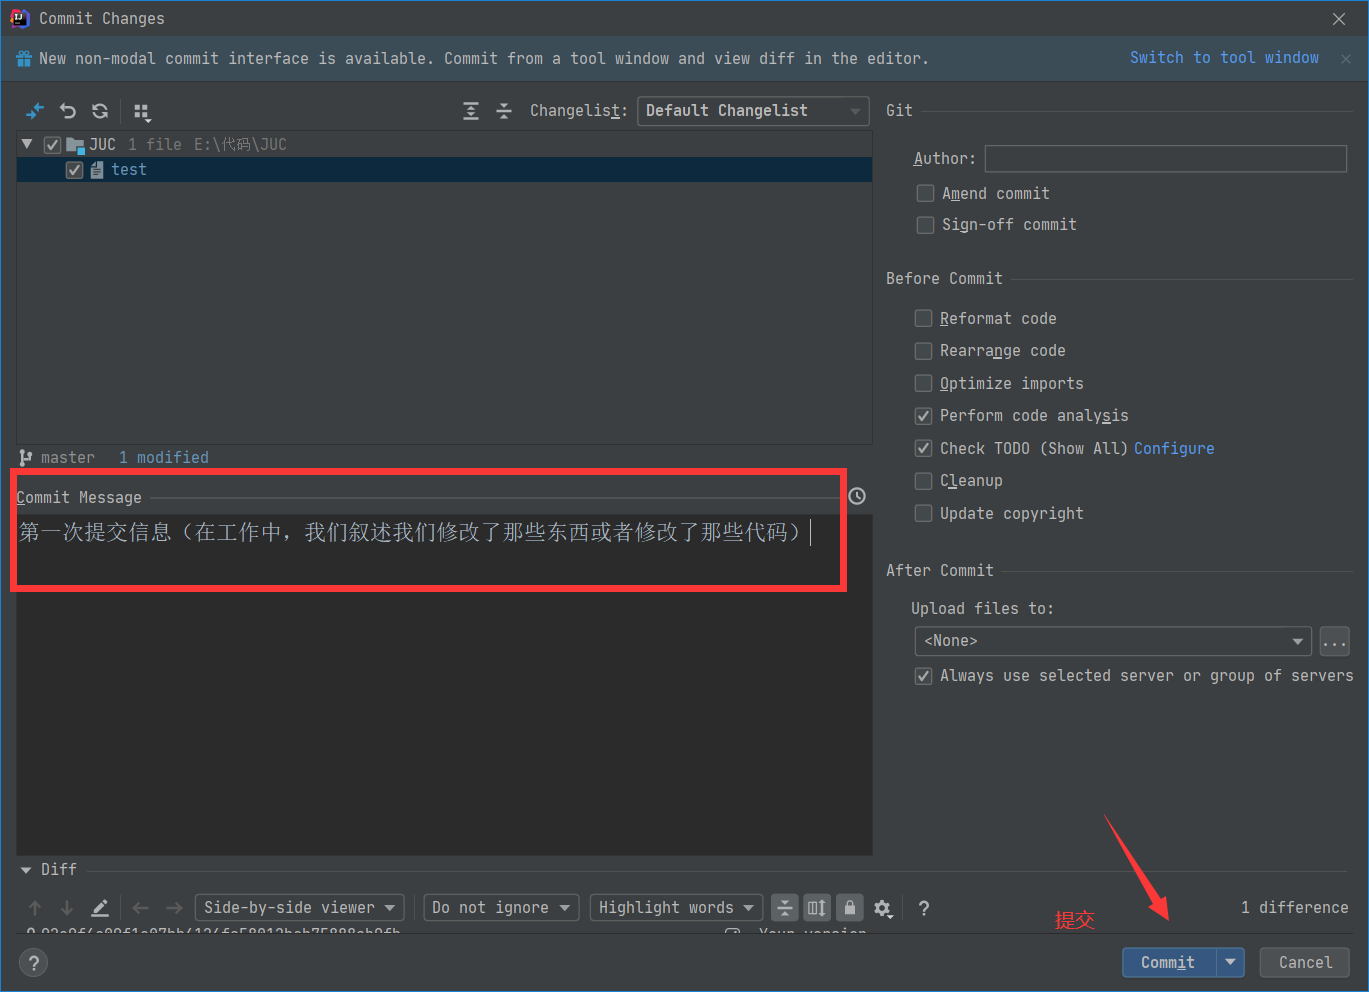 Commit Changes
New non-modal commit interface is available. Commit from a tool window and view diff in the editor.
Switch to tool window
Changelist:
Default Changelist
JUC 1 file E:\代码\JUC
test
master 1 modified
Commit Message
第一次提交信息（在工作中，我们叙述我们修改了那些东西或者修改了那些代码）
Git
Author:
Amend commit
Sign-off commit
Before Commit
Reformat code
Rearrange code
Optimize imports
Perform code analysis
Check TODO (Show All) Configure
Cleanup
Update copyright
After Commit
Upload files to:
<None>
...
Always use selected server or group of servers
Diff
Side-by-side viewer
Do not ignore
Highlight words
?
1 difference
Your version
提交
?
Commit
Cancel